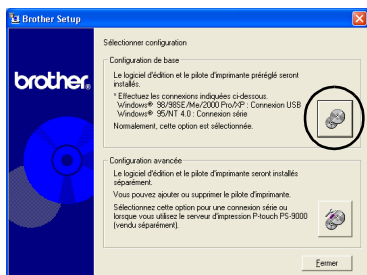 Brother Setup
Sélectionner configuration
brother.
Configuration de base
Le logiciel d'édition et le pilote d'imprimante préréglé seront
installés.
* Effectuez les connexions indiquées ci-dessous.
Windows® 98/98SE/Me/2000 Pro/XP : Connexion USB
Windows® 95/NT 4.0 : Connexion série
Normalement, cette option est sélectionnée.
Configuration avancée
Le logiciel d'édition et le pilote d'imprimante seront installés
séparément.
Vous pouvez ajouter ou supprimer le pilote d'imprimante.
Sélectionnez cette option pour une connexion série ou
lorsque vous utilisez le serveur d'impression P-touch PS-9000
(vendu séparément).
Fermer